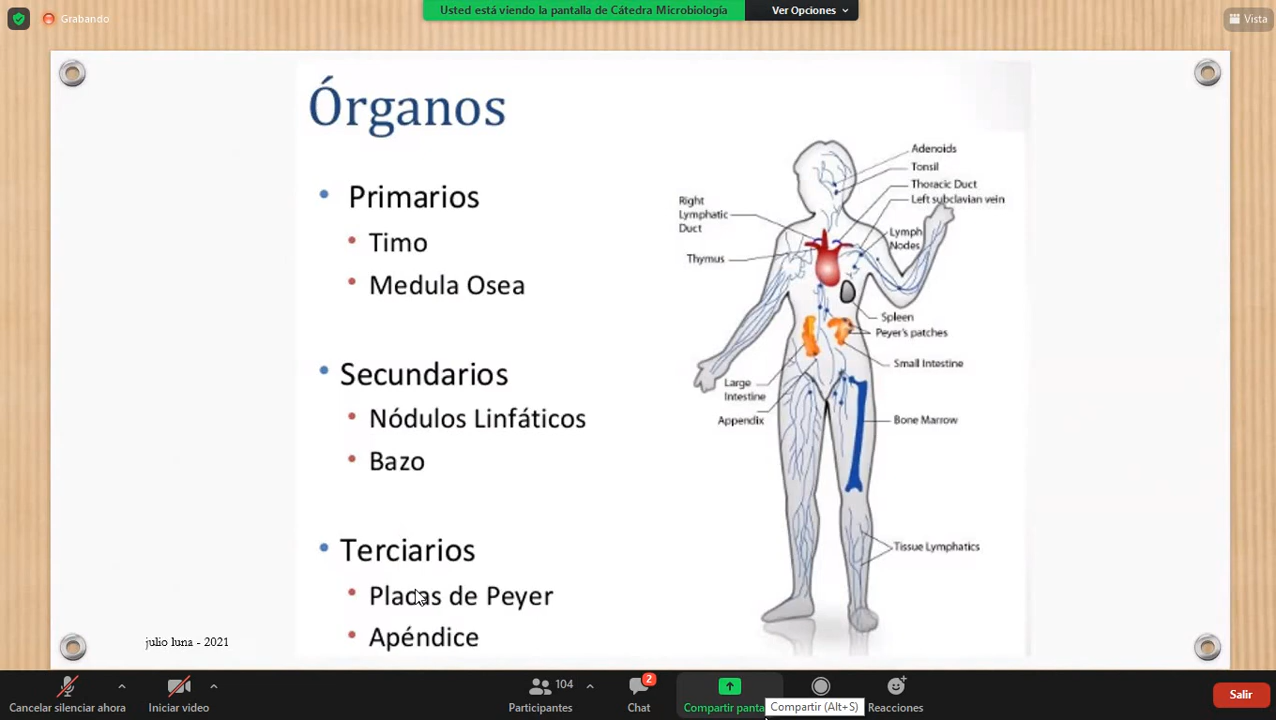 Grabando
Usted está viendo la pantalla de Cátedra Microbiología
Ver Opciones
Vista
Órganos
Primarios
Timo
Medula Osea
Secundarios
Nódulos Linfáticos
Bazo
Terciarios
Placas de Peyer
Apéndice
Adenoids
Tonsil
Thoracic Duct
Left subclavian vein
Right
Lymphatic
Duct
Lymph
Nodes
Thymus
Spleen
Peyer's patches
Small Intestine
Large
Intestine
Appendix
Bone Marrow
Tissue Lymphatics
julio luna - 2021
Cancelar silenciar ahora
Iniciar video
104
Participantes
2
Chat
Compartir panta
Compartir (Alt+S)
Reacciones
Salir